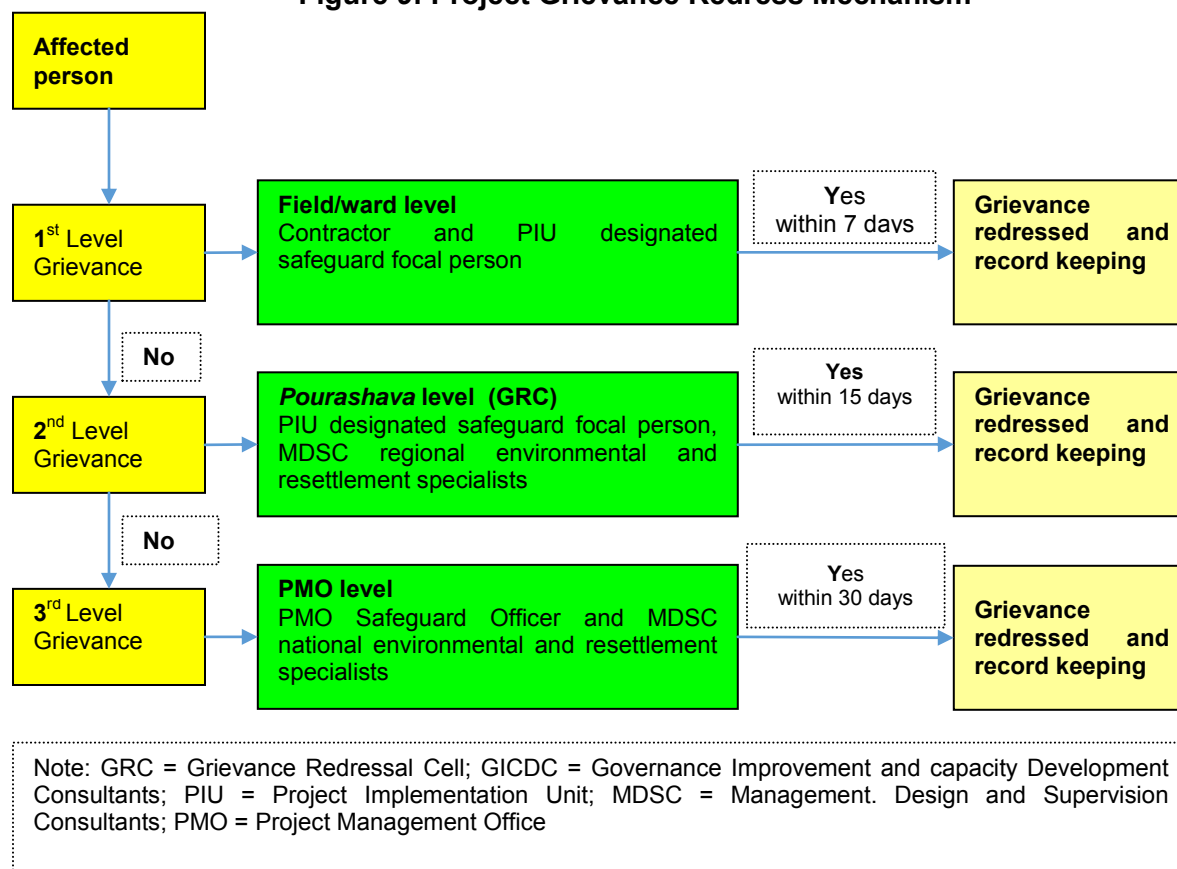 Project Grievance Redress Mechanism
Affected
person
1st Level
Grievance
Field/ward level
Contractor and PIU designated
safeguard focal person
Yes
within 7 days
Grievance
redressed and
record keeping
No
2nd Level
Grievance
Pourashava level (GRC)
PIU designated safeguard focal person,
MDSC regional environmental and
resettlement specialists
Yes
within 15 days
Grievance
redressed and
record keeping
No
3rd Level
Grievance
PMO level
PMO Safeguard Officer and MDSC
national environmental and resettlement
specialists
Yes
within 30 days
Grievance
redressed and
record keeping
Note: GRC = Grievance Redressal Cell; GICDC = Governance Improvement and capacity Development
Consultants; PIU = Project Implementation Unit; MDSC = Management. Design and Supervision
Consultants; PMO = Project Management Office